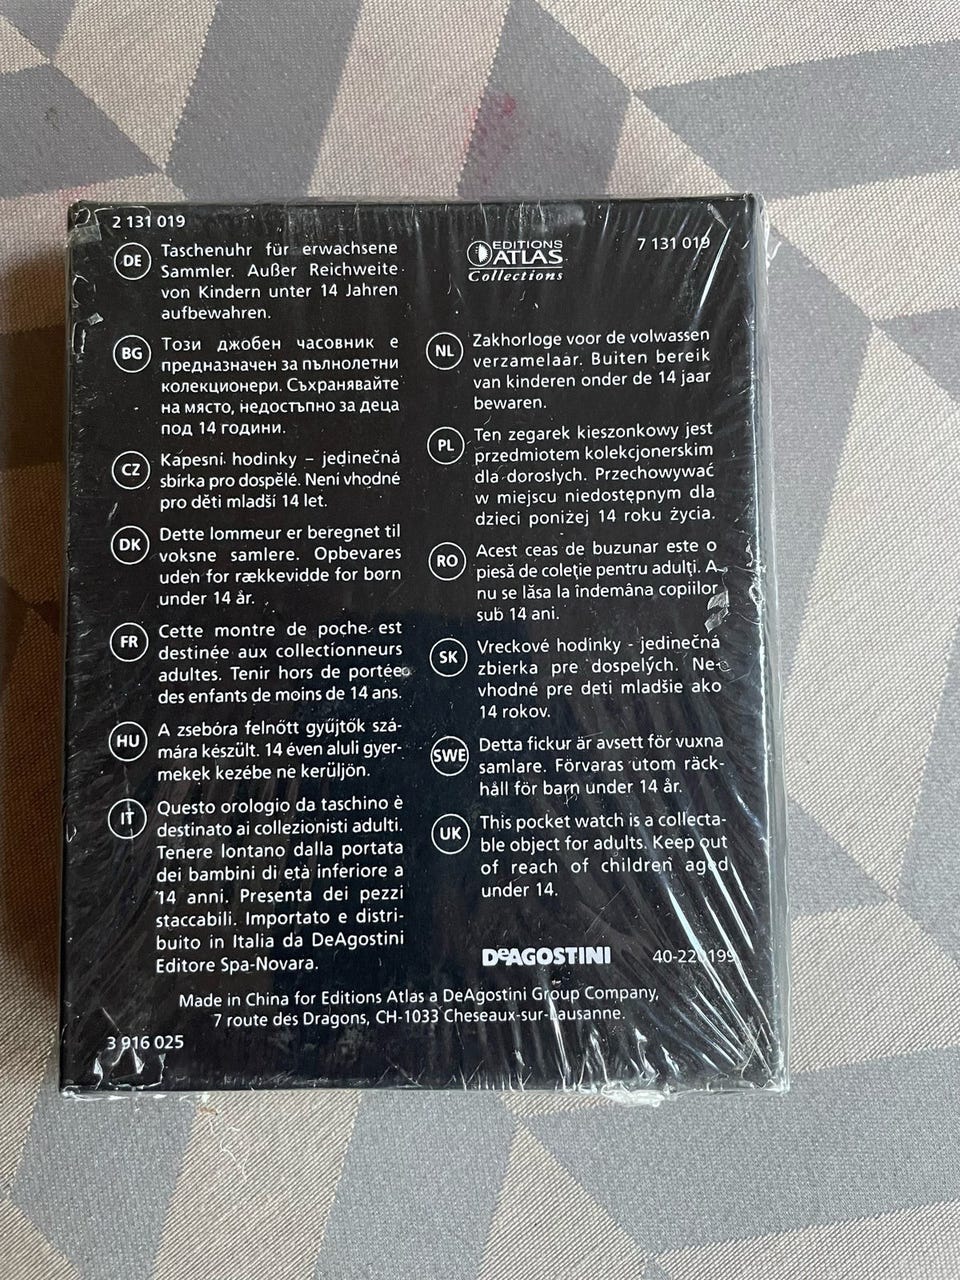 2 131 019
DE
Taschenuhr für erwachsene
Sammler. Außer Reichweite
von Kindern unter 14 Jahren
aufbewahren.
BG
Този джобен часовник е
предназначен за пълнолетни
колекционери. Съхранявайте
на място, недостъпно за деца
под 14 години.
CZ
Kapesní hodinky – jedinečná
sbírka pro dospělé. Není vhodné
pro děti mladší 14 let.
DK
Dette lommeur er beregnet til
voksne samlere. Opbevares
uden for rækkevidde for børn
under 14 år.
FR
Cette montre de poche est
destinée aux collectionneurs
adultes. Tenir hors de portée
des enfants de moins de 14 ans.
HU
A zsebóra felnőtt gyűjtők szá-
mára készült. 14 éven aluli gyer-
mekek kezébe ne kerüljön.
IT
Questo orologio da taschino è
destinato ai collezionisti adulti.
Tenere lontano dalla portata
dei bambini di età inferiore a
14 anni. Presenta dei pezzi
staccabili. Importato e distri-
buito in Italia da DeAgostini
Editore Spa-Novara.
EDITIONS
ATLAS
Collections
7 131 019
NL
Zakhorloge voor de volwassen
verzamelaar. Buiten bereik
van kinderen onder de 14 jaar
bewaren.
PL
Ten zegarek kieszonkowy jest
przedmiotem kolekcjonerskim
dla dorosłych. Przechowywać
w miejscu niedostępnym dla
dzieci poniżej 14 roku życia.
RO
Acest ceas de buzunar este o
piesă de coleţie pentru adulţi. A
nu se lăsa la îndemâna copiilor
sub 14 ani.
SK
Vreckové hodinky - jedinečná
zbierka pre dospelých. Ne-
vhodné pre deti mladšie ako
14 rokov.
SWE
Detta fickur är avsett för vuxna
samlare. Förvaras utom räck-
håll för barn under 14 år.
UK
This pocket watch is a collecta-
ble object for adults. Keep out
of reach of children aged
under 14.
DeAGOSTINI
40-220199
Made in China for Editions Atlas a DeAgostini Group Company,
7 route des Dragons, CH-1033 Cheseaux-sur-Lausanne.
3 916 025